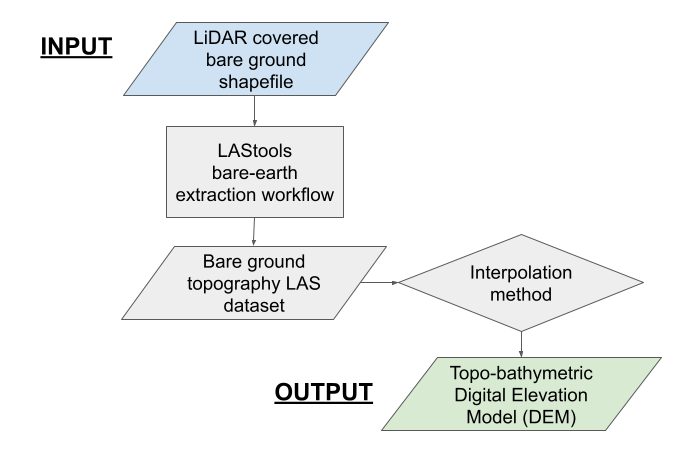 INPUT
LiDAR covered
bare ground
shapefile
LAStools
bare-earth
extraction workflow
Bare ground
topography LAS
dataset
Interpolation
method
OUTPUT
Topo-bathymetric
Digital Elevation
Model (DEM)